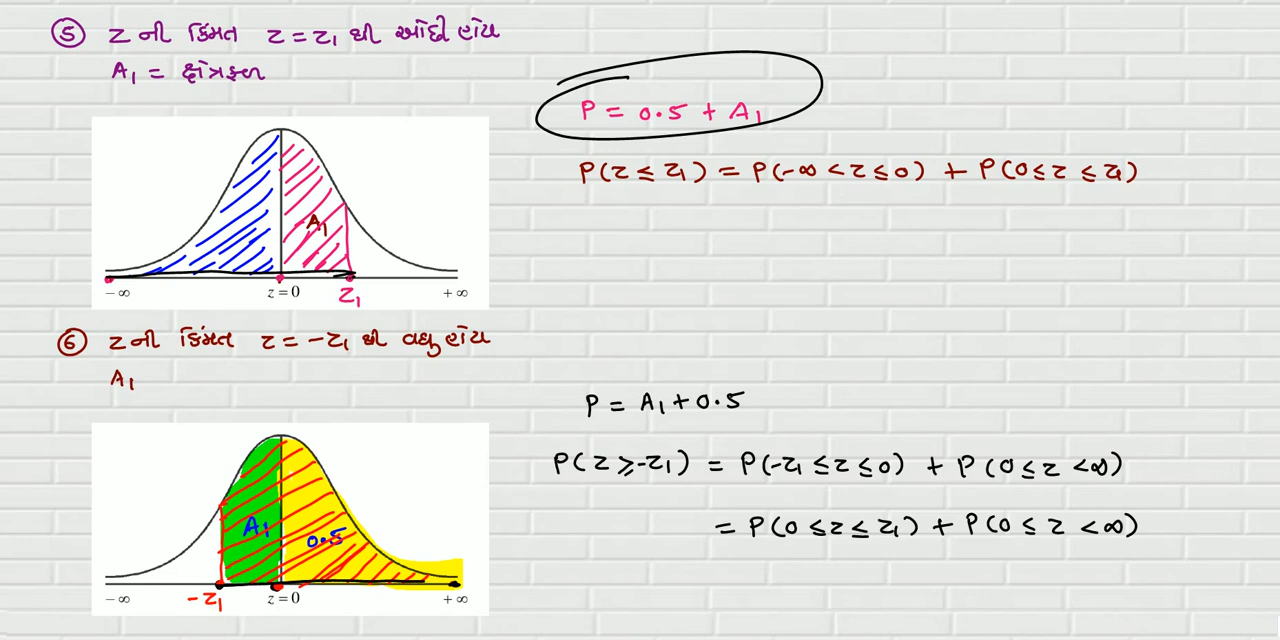 ⑤ z ની કિંમત z = z₁ થી ઓછી હોય
A₁ = ક્ષેત્રફળ
P = 0.5 + A₁
P(z ≤ z₁) = P(-∞ < z ≤ 0) + P(0 ≤ z ≤ z₁)
A₁
-∞ z = 0 z₁ +∞
⑥ z ની કિંમત z = -z₁ થી વધુ હોય
A₁
P = A₁ + 0.5
P(z ≥ -z₁) = P(-z₁ ≤ z ≤ 0) + P(0 ≤ z < ∞)
= P(0 ≤ z ≤ z₁) + P(0 ≤ z < ∞)
A₁ 0.5
-∞ -z₁ z = 0 +∞